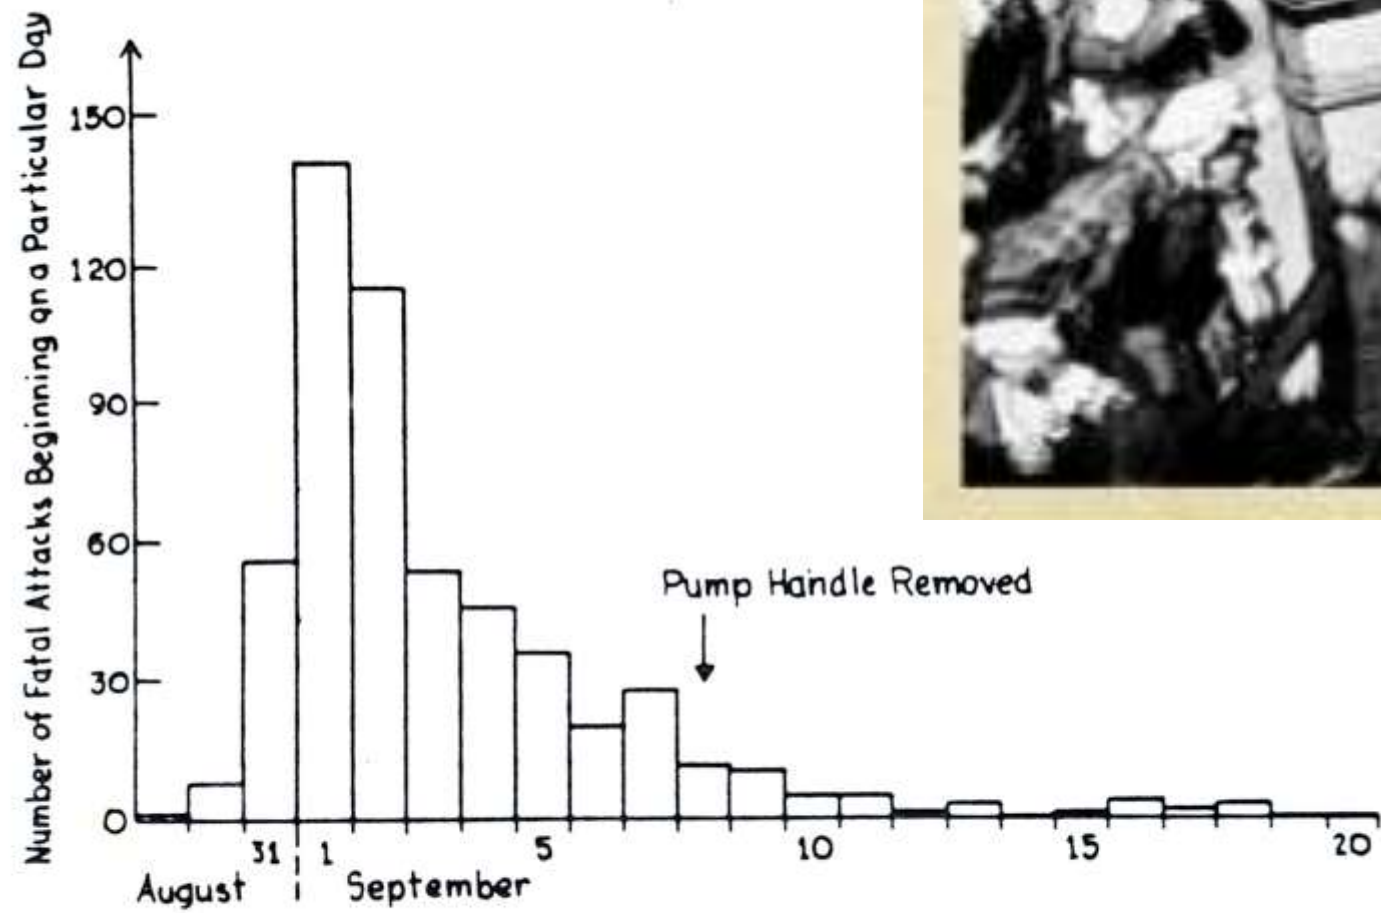 Number of Fatal Attacks Beginning on a Particular Day
150
120
90
60
30
0
Pump Handle Removed
31 1 5 10 15 20
August September